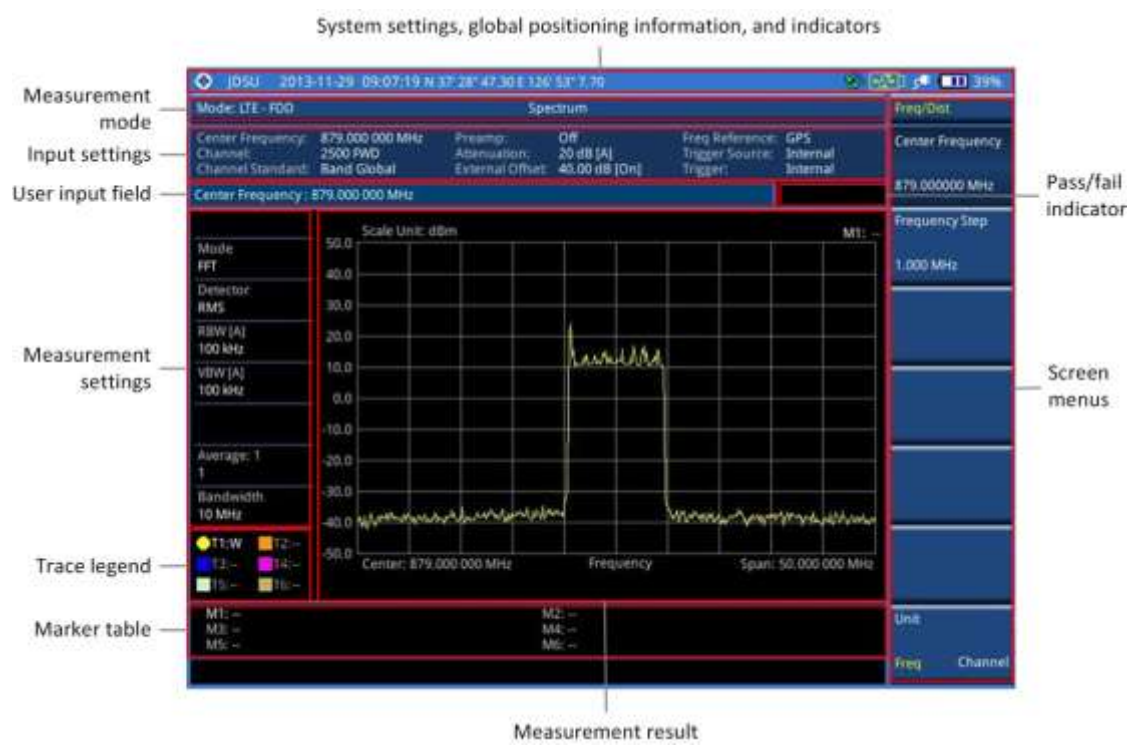 System settings, global positioning information, and indicators
JDSU 2013-11-29 09:07:19 N 37° 28" 47.30 E 126° 53" 7.70 39%
Measurement mode
Mode: LTE - FDD Spectrum
Freq/Dist
Input settings
Center Frequency: 879.000 000 MHz Preamp: Off Freq Reference: GPS
Channel: 2500 FWD Attenuation: 20 dB [A] Trigger Source: Internal
Channel Standard: Band Global External Offset: 40.00 dB [On] Trigger: Internal
Center Frequency
879.000000 MHz
User input field
Center Frequency : 879.000 000 MHz
Pass/fail indicator
Frequency Step
1.000 MHz
Measurement settings
Mode
FFT
Detector
RMS
RBW [A]
100 kHz
VBW [A]
100 kHz
Average: 1
1
Bandwidth
10 MHz
Scale Unit: dBm M1: --
50.0
40.0
30.0
20.0
10.0
0.0
-10.0
-20.0
-30.0
-40.0
-50.0
Center: 879.000 000 MHz Frequency Span: 50.000 000 MHz
Screen menus
Trace legend
T1:W T2:--
T3:-- T4:--
T5:-- T6:--
Marker table
M1: -- M2: --
M3: -- M4: --
M5: -- M6: --
Unit
Freq Channel
Measurement result